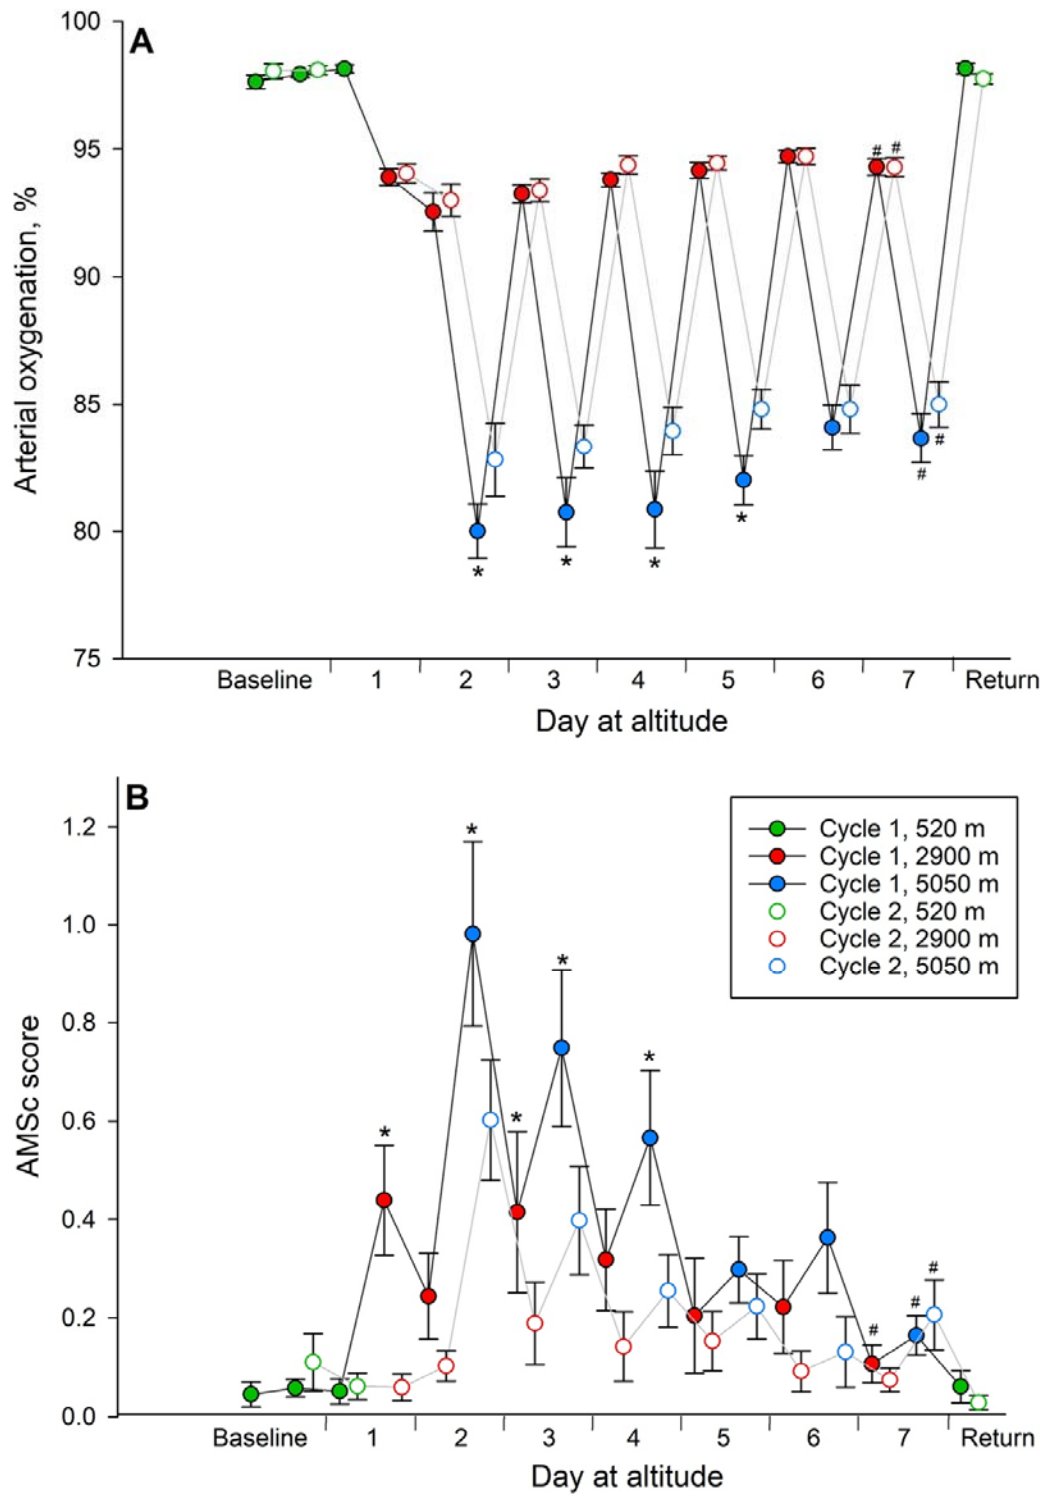 A
100
95
90
85
80
75
Arterial oxygenation, %
# #
* * * * # #
Baseline 1 2 3 4 5 6 7 Return
Day at altitude
B
1.2
1.0
0.8
0.6
0.4
0.2
0.0
AMSc score
* * * * *
# # #
Cycle 1, 520 m
Cycle 1, 2900 m
Cycle 1, 5050 m
Cycle 2, 520 m
Cycle 2, 2900 m
Cycle 2, 5050 m
Baseline 1 2 3 4 5 6 7 Return
Day at altitude